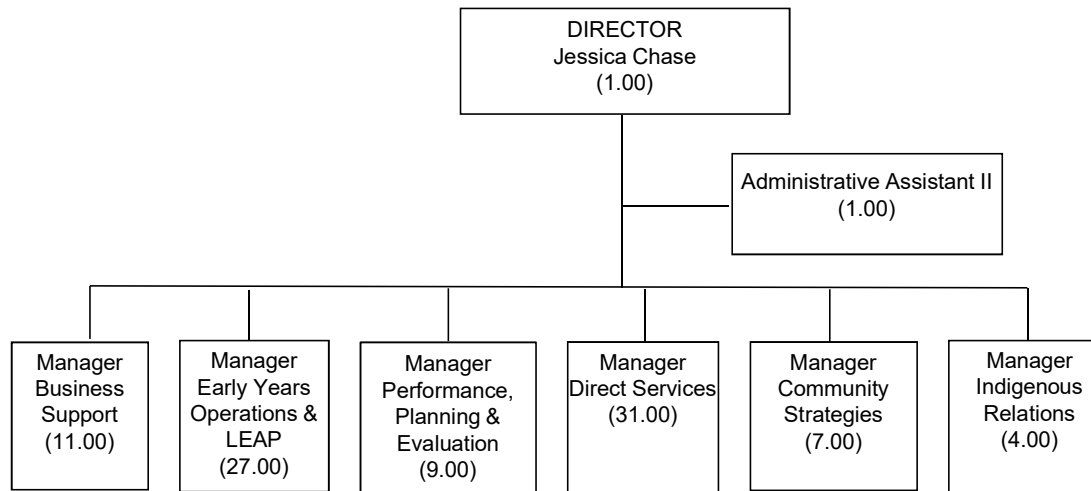 DIRECTOR
Jessica Chase
(1.00)
Administrative Assistant II
(1.00)
Manager
Business
Support
(11.00)
Manager
Early Years
Operations &
LEAP
(27.00)
Manager
Performance,
Planning &
Evaluation
(9.00)
Manager
Direct Services
(31.00)
Manager
Community
Strategies
(7.00)
Manager
Indigenous
Relations
(4.00)